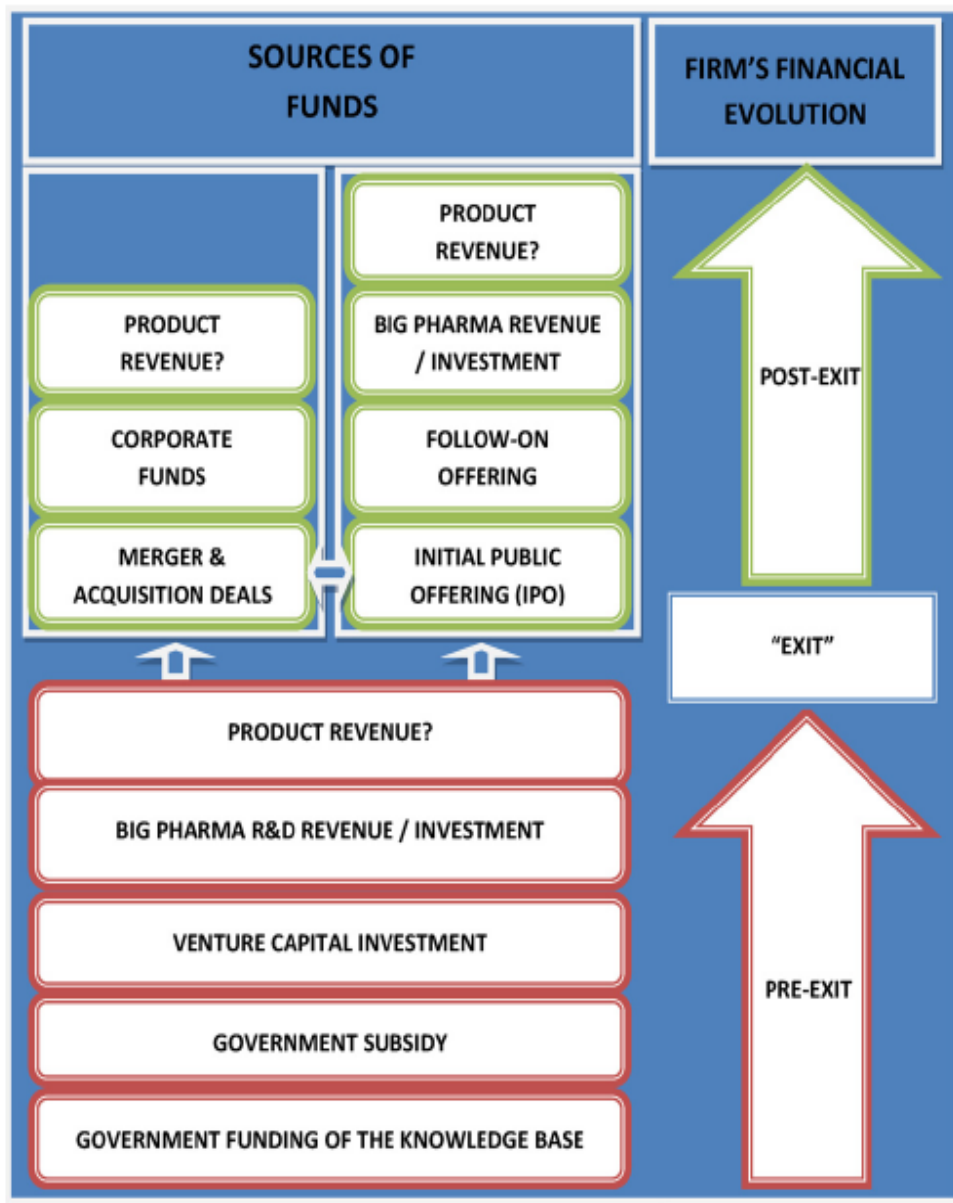 SOURCES OF
FUNDS
FIRM'S FINANCIAL
EVOLUTION
PRODUCT
REVENUE?
CORPORATE
FUNDS
MERGER &
ACQUISITION DEALS
PRODUCT
REVENUE?
BIG PHARMA REVENUE
/ INVESTMENT
FOLLOW-ON
OFFERING
INITIAL PUBLIC
OFFERING (IPO)
POST-EXIT
"EXIT"
PRODUCT REVENUE?
BIG PHARMA R&D REVENUE / INVESTMENT
VENTURE CAPITAL INVESTMENT
GOVERNMENT SUBSIDY
GOVERNMENT FUNDING OF THE KNOWLEDGE BASE
PRE-EXIT